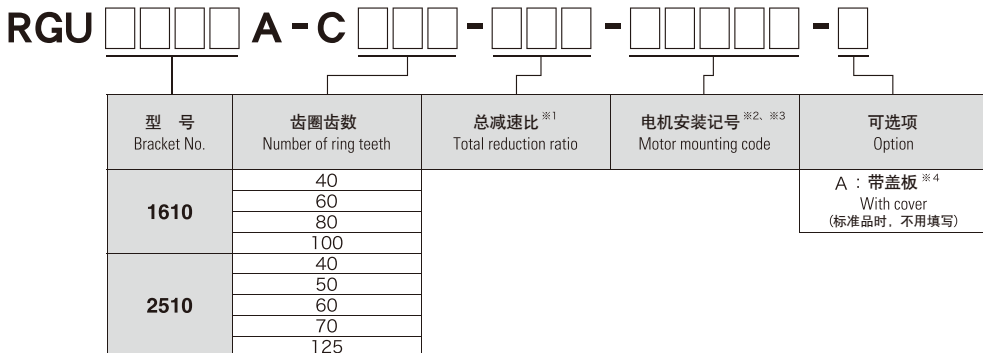 RGU □□□□ A-C □□□-□□□-□□□□□-□
型 号 齿圈齿数 总减速比※1 电机安装记号※2、※3 可选项
Bracket No. Number of ring teeth Total reduction ratio Motor mounting code Option
1610
40
60
80
100
A：带盖板※4
With cover
(标准品时，不用填写)
2510
40
50
60
70
125